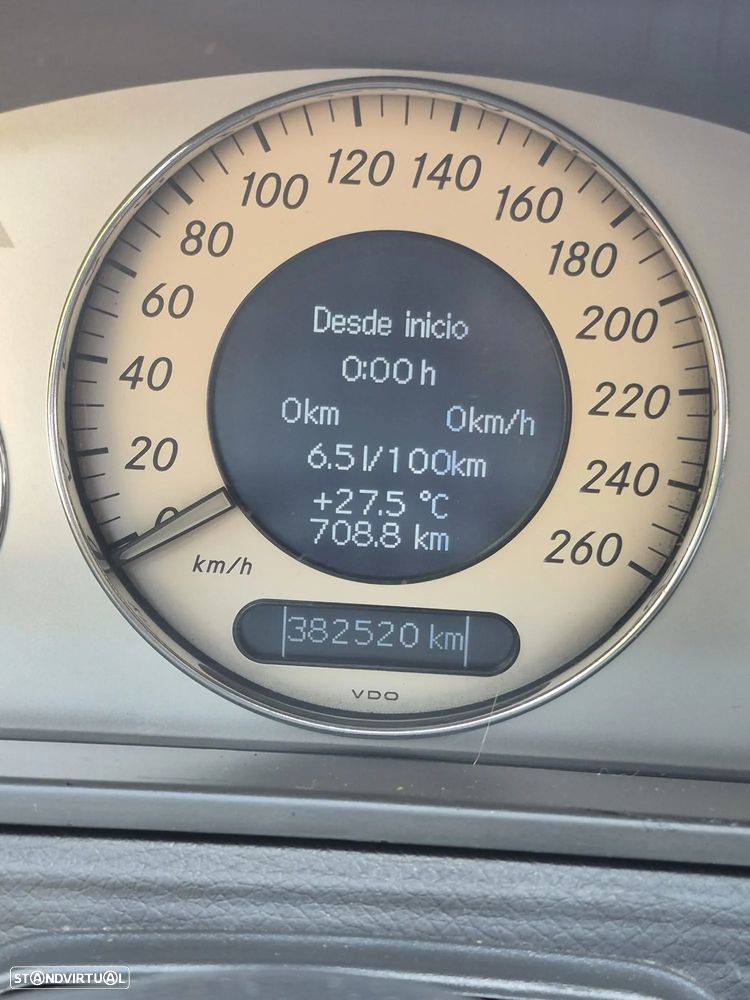 0
20
40
60
80
100
120
140
160
180
200
220
240
260
km/h
Desde inicio
0:00 h
0km 0km/h
6.5 l/100km
+27.5 °C
708.8 km
382520 km
VDO
STANDVIRTUAL